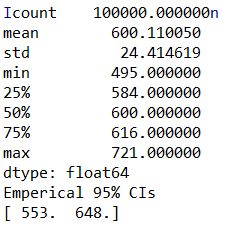 Icount    100000.000000n
mean         600.110050
std           24.414619
min          495.000000
25%          584.000000
50%          600.000000
75%          616.000000
max          721.000000
dtype: float64
Emperical 95% CIs
[ 553.  648.]